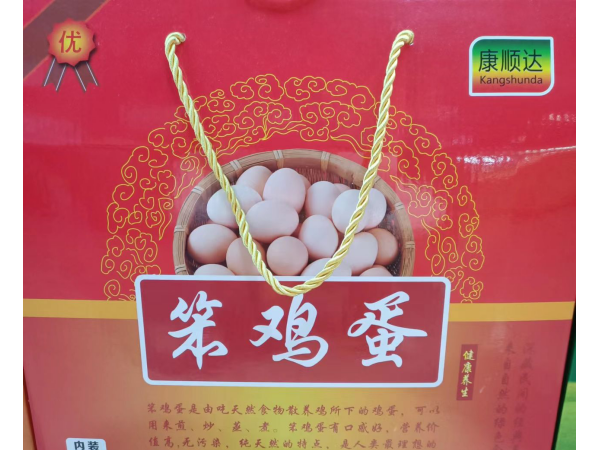 优
康顺达
Kangshunda
笨鸡蛋
健康养生
笨鸡蛋是由吃天然食物散养鸡所下的鸡蛋，可以
用来煎、炒、蒸、煮。笨鸡蛋有口感好，营养价
值高，无污染，纯天然的特点，是人类最理想的
内装